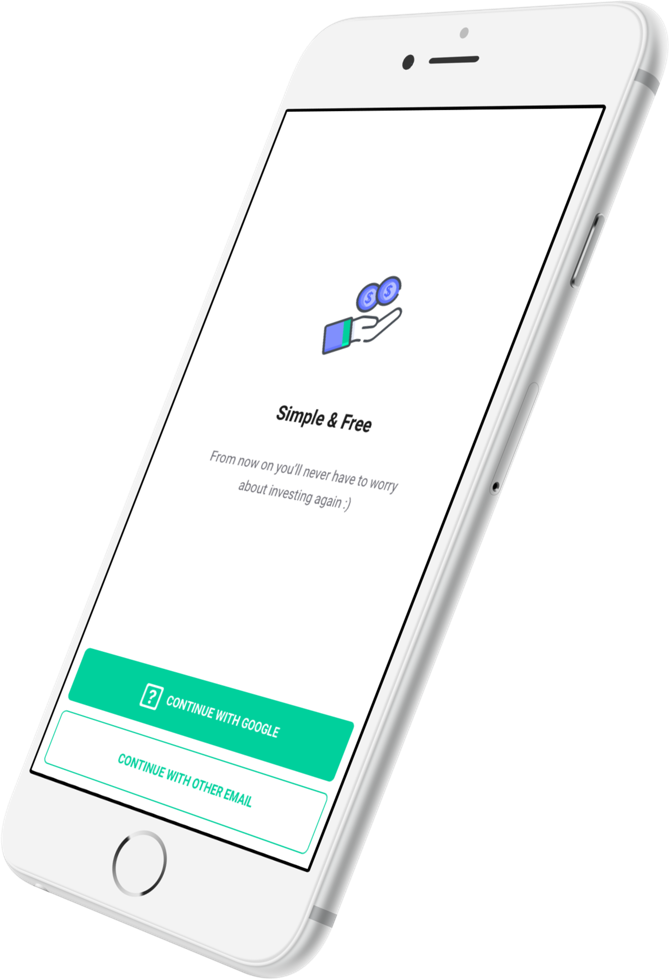 $ $
Simple & Free
From now on you'll never have to worry
about investing again :)
? CONTINUE WITH GOOGLE
CONTINUE WITH OTHER EMAIL